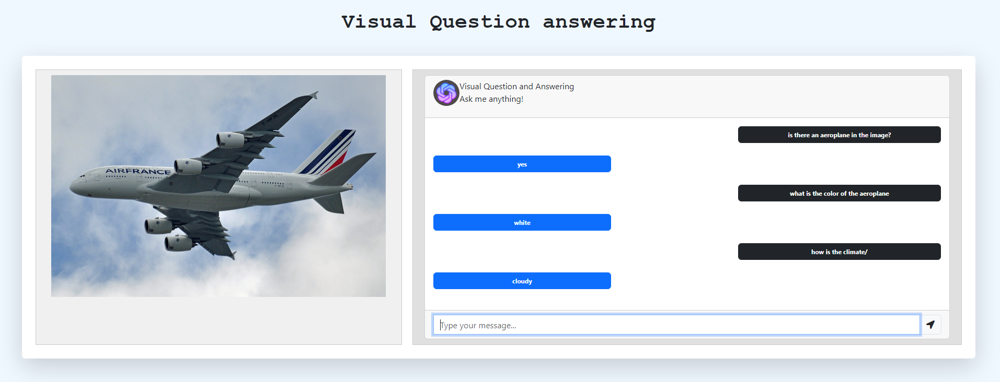 Visual Question answering
AIRFRANCE
F-HPJD
Visual Question and Answering
Ask me anything!
is there an aeroplane in the image?
yes
what is the color of the aeroplane
white
how is the climate/
cloudy
Type your message...